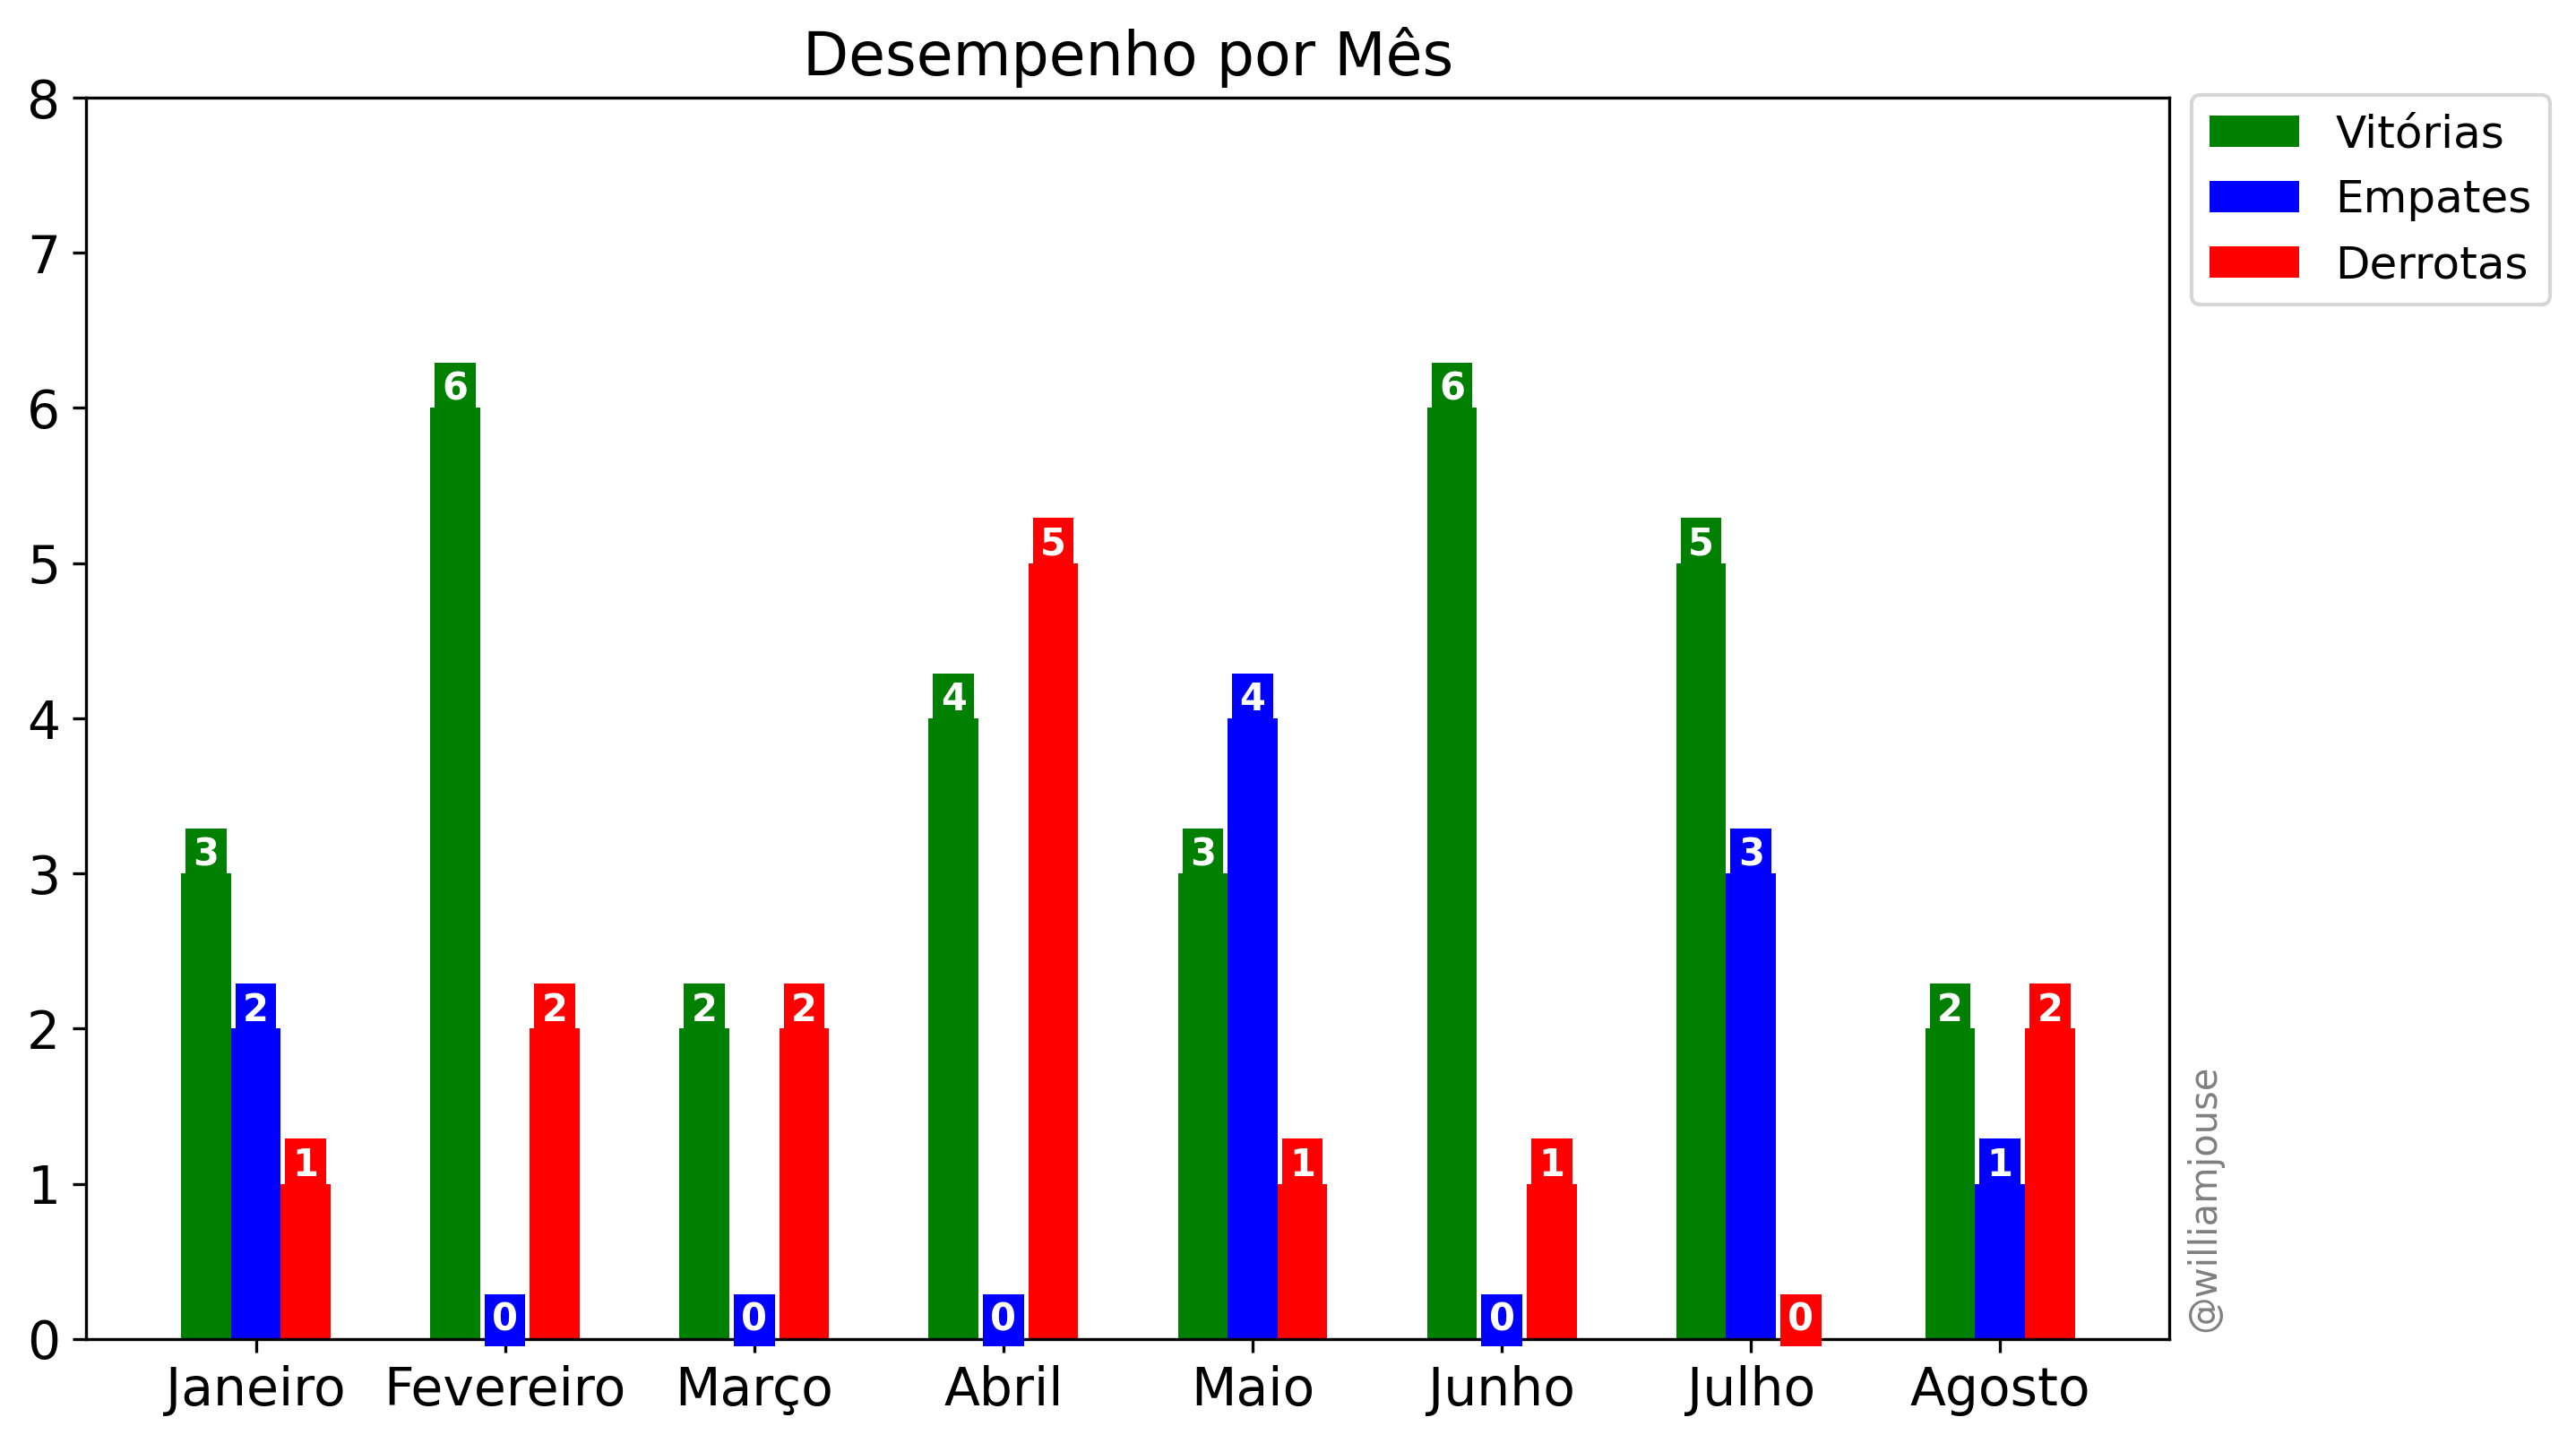 Desempenho por Mês
8
7
6
5
4
3
2
1
0
3 2 1
6 0 2
2 0 2
4 0 5
3 4 1
6 0 1
5 3 0
2 1 2
Janeiro Fevereiro Março Abril Maio Junho Julho Agosto
Vitórias
Empates
Derrotas
@williamjouse